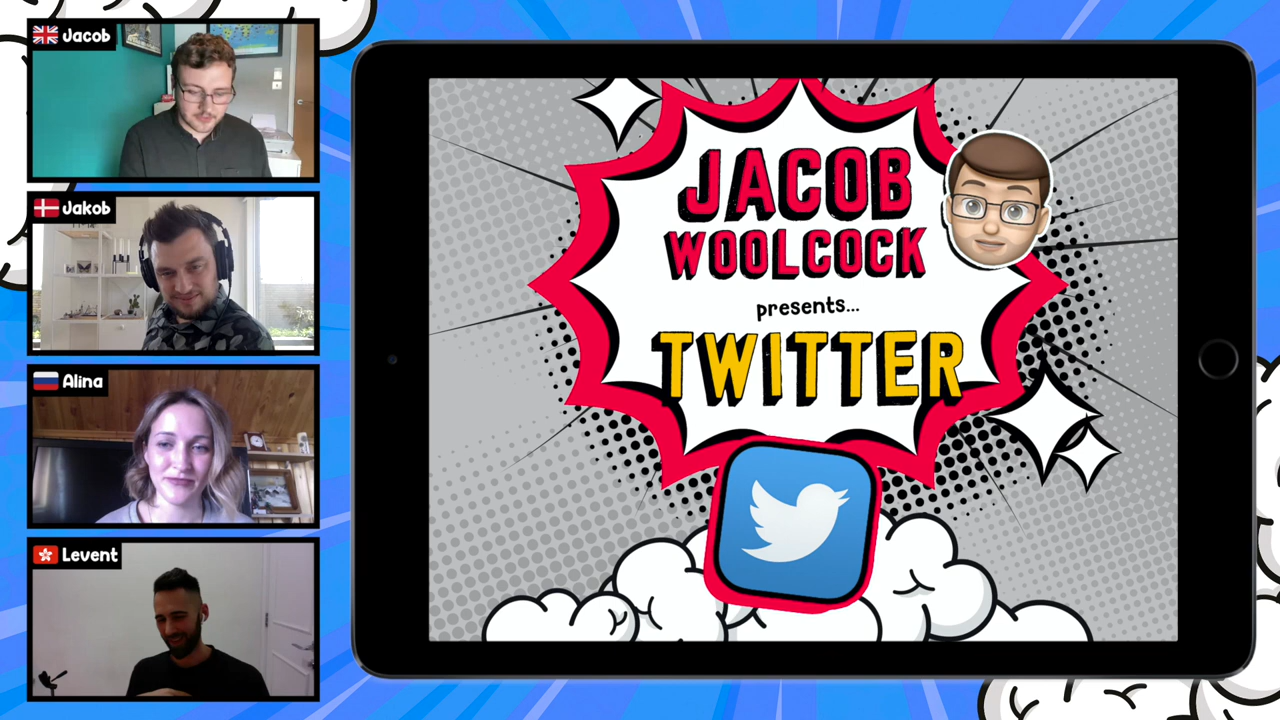 Jacob
Jakob
Alina
Levent
JACOB
WOOLCOCK
presents...
TWITTER